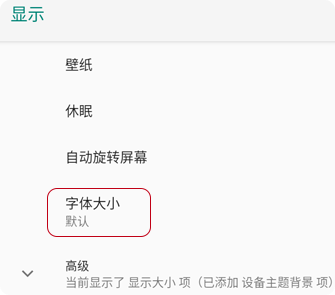 显示
壁纸
休眠
自动旋转屏幕
字体大小
默认
高级
当前显示了 显示大小 项（已添加 设备主题背景 项）